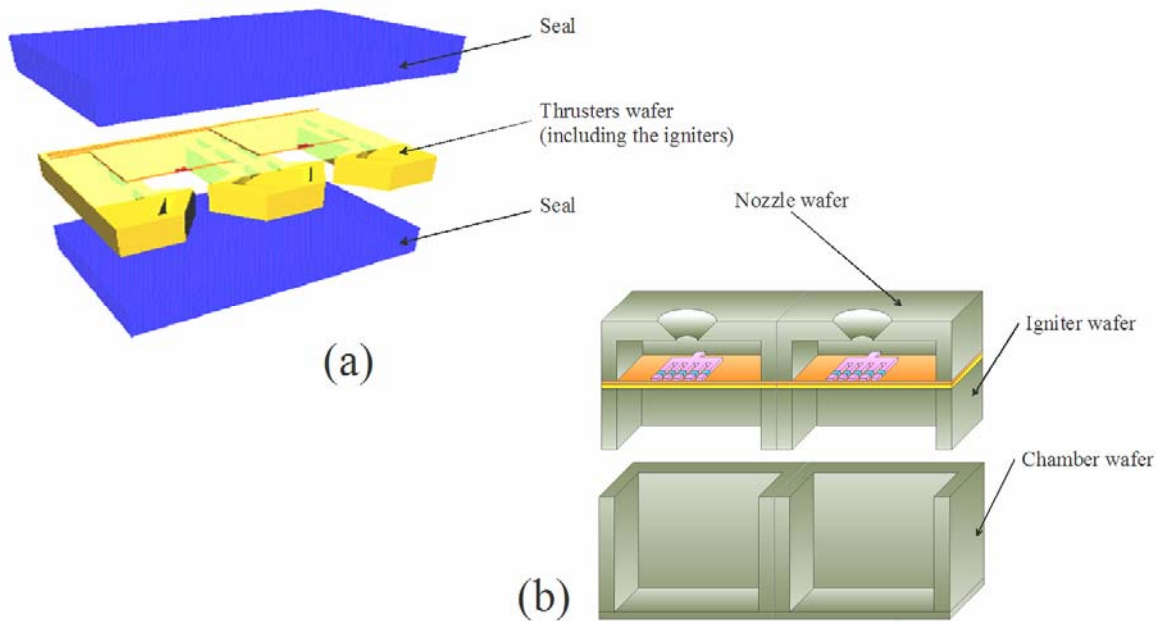 Seal
Thrusters wafer
(including the igniters)
Seal
(a)
Nozzle wafer
Igniter wafer
Chamber wafer
(b)